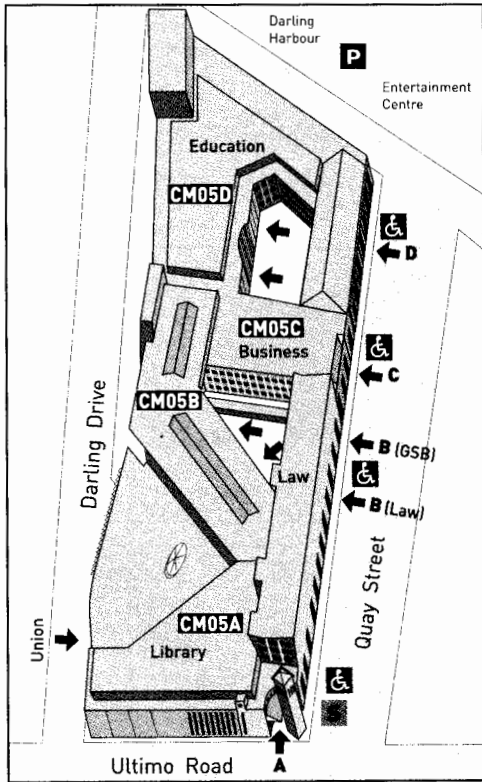 Darling
Harbour
P
Entertainment
Centre
Education
CM05D
D
CM05C
Business
C
CM05B
B (GSB)
Law
B (Law)
Darling Drive
Quay Street
CM05A
Library
Union
Ultimo Road
A